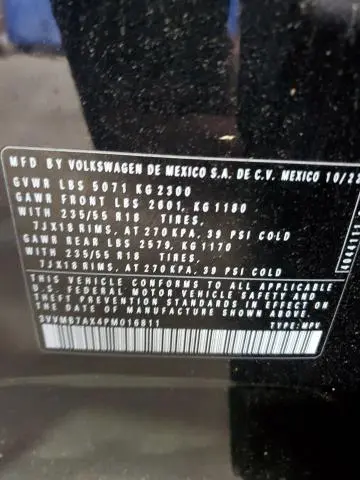 MFD BY VOLKSWAGEN DE MEXICO S.A. DE C.V. MEXICO 10/22
GVWR LBS 5071 KG 2300
GAWR FRONT LBS 2601, KG 1180
WITH 235/55 R18 TIRES,
7JX18 RIMS, AT 270 KPA, 39 PSI COLD
GAWR REAR LBS 2579, KG 1170
WITH 235/55 R18 TIRES,
7JX18 RIMS, AT 270 KPA, 39 PSI COLD
THIS VEHICLE CONFORMS TO ALL APPLICABLE
U.S. FEDERAL MOTOR VEHICLE SAFETY AND
THEFT PREVENTION STANDARDS IN EFFECT ON
THE DATE OF MANUFACTURE SHOWN ABOVE.
3VVMB7AX4PM016811 TYPE: MPV